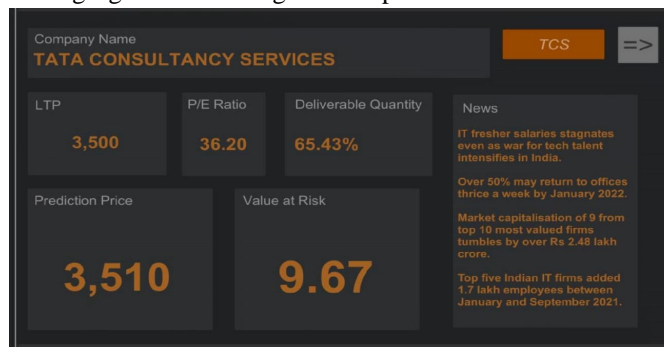 Company Name
TATA CONSULTANCY SERVICES
TCS
=>
LTP
3,500
P/E Ratio
36.20
Deliverable Quantity
65.43%
Prediction Price
3,510
Value at Risk
9.67
News
IT fresher salaries stagnates
even as war for tech talent
intensifies in India.
Over 50% may return to offices
thrice a week by January 2022.
Market capitalisation of 9 from
top 10 most valued firms
tumbles by over Rs 2.48 lakh
crore.
Top five Indian IT firms added
1.7 lakh employees between
January and September 2021.